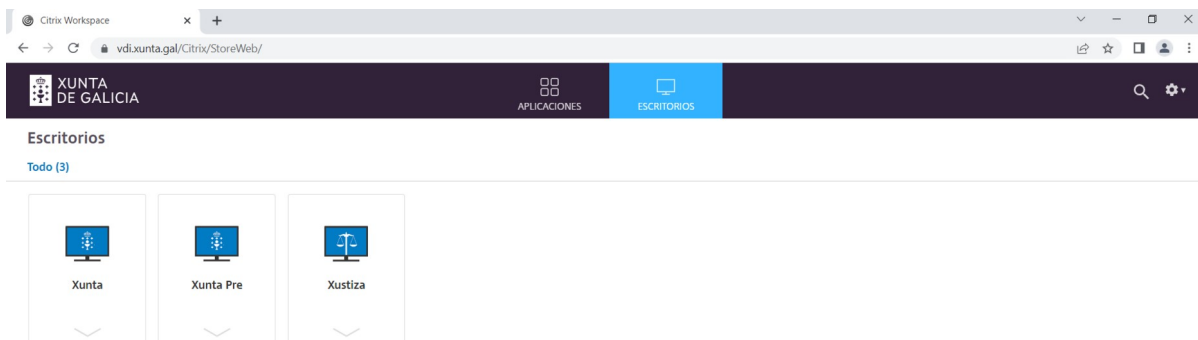 Citrix Workspace
vdi.xunta.gal/Citrix/StoreWeb/
XUNTA
DE GALICIA
APLICACIONES
ESCRITORIOS
Escritorios
Todo (3)
Xunta
Xunta Pre
Xustiza